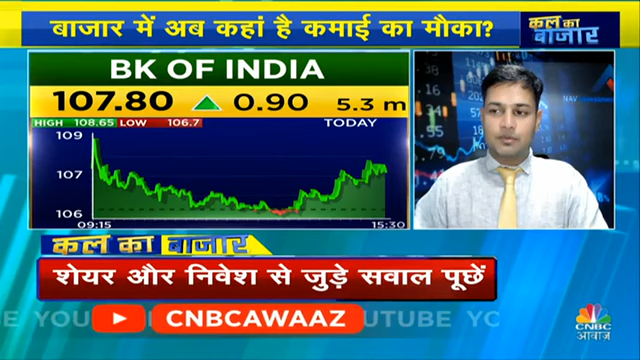 बाजार में अब कहां है कमाई का मौका?
कल का
बाजार
BK OF INDIA
107.80 0.90 5.3 m
HIGH 108.65 LOW 106.7 TODAY
109
107
106
09:15 15:30
NAV
कल का बाजार
शेयर और निवेश से जुड़े सवाल पूछें
CNBCAWAAZ
CNBC
आवाज़